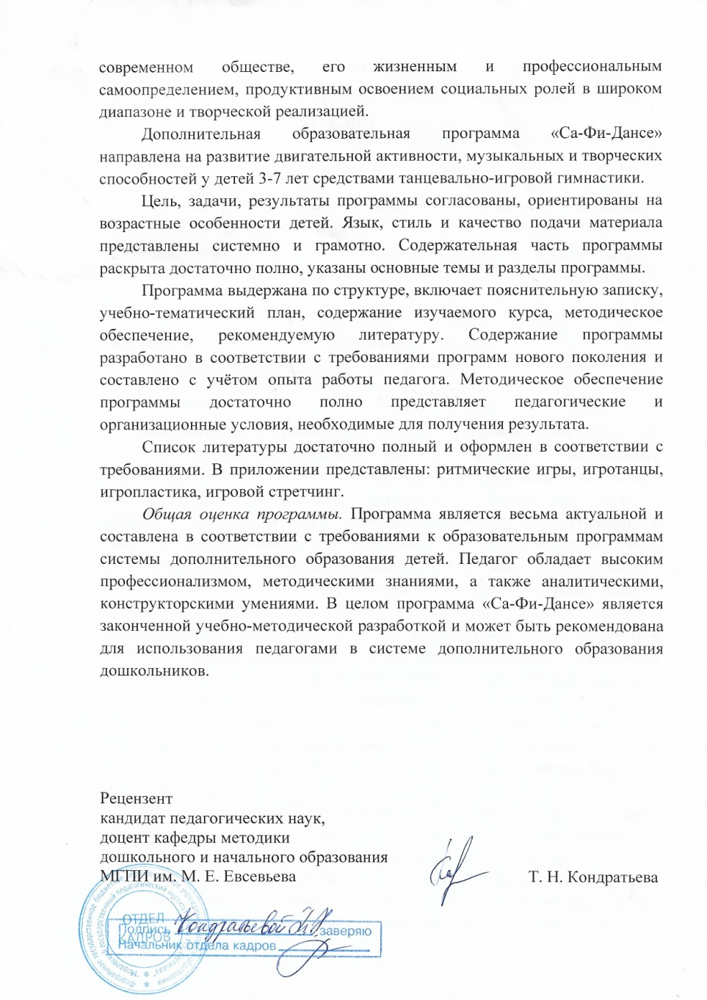 современном обществе, его жизненным и профессиональным
самоопределением, продуктивным освоением социальных ролей в широком
диапазоне и творческой реализацией.
Дополнительная образовательная программа «Са-Фи-Дансе»
направлена на развитие двигательной активности, музыкальных и творческих
способностей у детей 3-7 лет средствами танцевально-игровой гимнастики.
Цель, задачи, результаты программы согласованы, ориентированы на
возрастные особенности детей. Язык, стиль и качество подачи материала
представлены системно и грамотно. Содержательная часть программы
раскрыта достаточно полно, указаны основные темы и разделы программы.
Программа выдержана по структуре, включает пояснительную записку,
учебно-тематический план, содержание изучаемого курса, методическое
обеспечение, рекомендуемую литературу. Содержание программы
разработано в соответствии с требованиями программ нового поколения и
составлено с учётом опыта работы педагога. Методическое обеспечение
программы достаточно полно представляет педагогические и
организационные условия, необходимые для получения результата.
Список литературы достаточно полный и оформлен в соответствии с
требованиями. В приложении представлены: ритмические игры, игротанцы,
игропластика, игровой стретчинг.
Общая оценка программы. Программа является весьма актуальной и
составлена в соответствии с требованиями к образовательным программам
системы дополнительного образования детей. Педагог обладает высоким
профессионализмом, методическими знаниями, а также аналитическими,
конструкторскими умениями. В целом программа «Са-Фи-Дансе» является
законченной учебно-методической разработкой и может быть рекомендована
для использования педагогами в системе дополнительного образования
дошкольников.
Рецензент
кандидат педагогических наук,
доцент кафедры методики
дошкольного и начального образования
МГПИ им. М. Е. Евсевьева
Т. Н. Кондратьева
ОТДЕЛ
КАДРОВ
Подпись Кондратьевой Т.Н. заверяю
Начальник отдела кадров